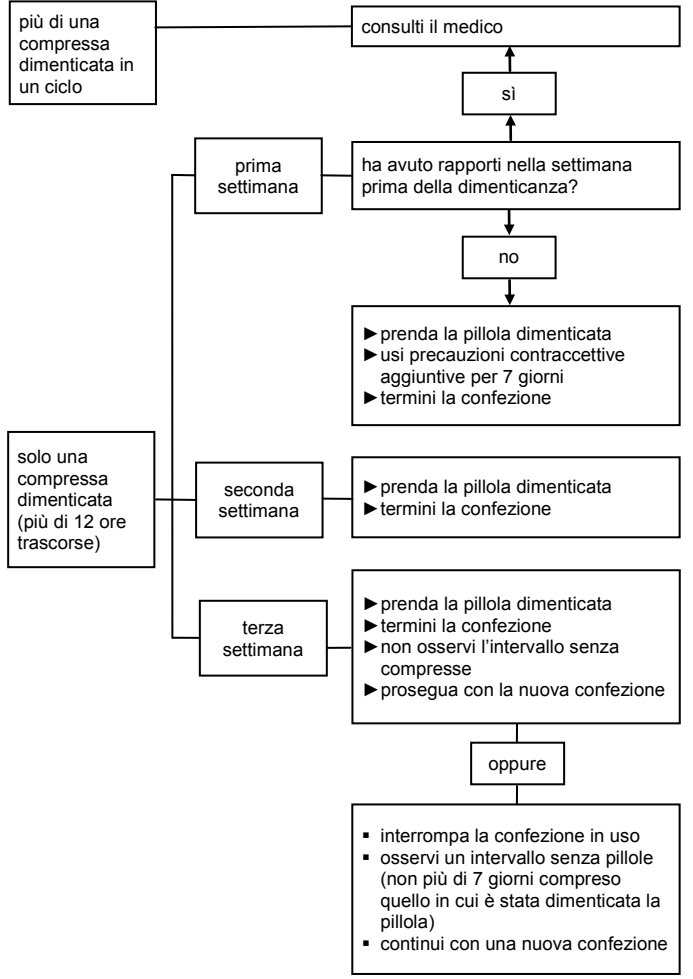 più di una
compressa
dimenticata in
un ciclo
consulti il medico
sì
prima
settimana
ha avuto rapporti nella settimana
prima della dimenticanza?
no
►prenda la pillola dimenticata
►usi precauzioni contraccettive
aggiuntive per 7 giorni
►termini la confezione
solo una
compressa
dimenticata
(più di 12 ore
trascorse)
seconda
settimana
►prenda la pillola dimenticata
►termini la confezione
terza
settimana
►prenda la pillola dimenticata
►termini la confezione
►non osservi l’intervallo senza
compresse
►prosegua con la nuova confezione
oppure
▪ interrompa la confezione in uso
▪ osservi un intervallo senza pillole
(non più di 7 giorni compreso
quello in cui è stata dimenticata la
pillola)
▪ continui con una nuova confezione